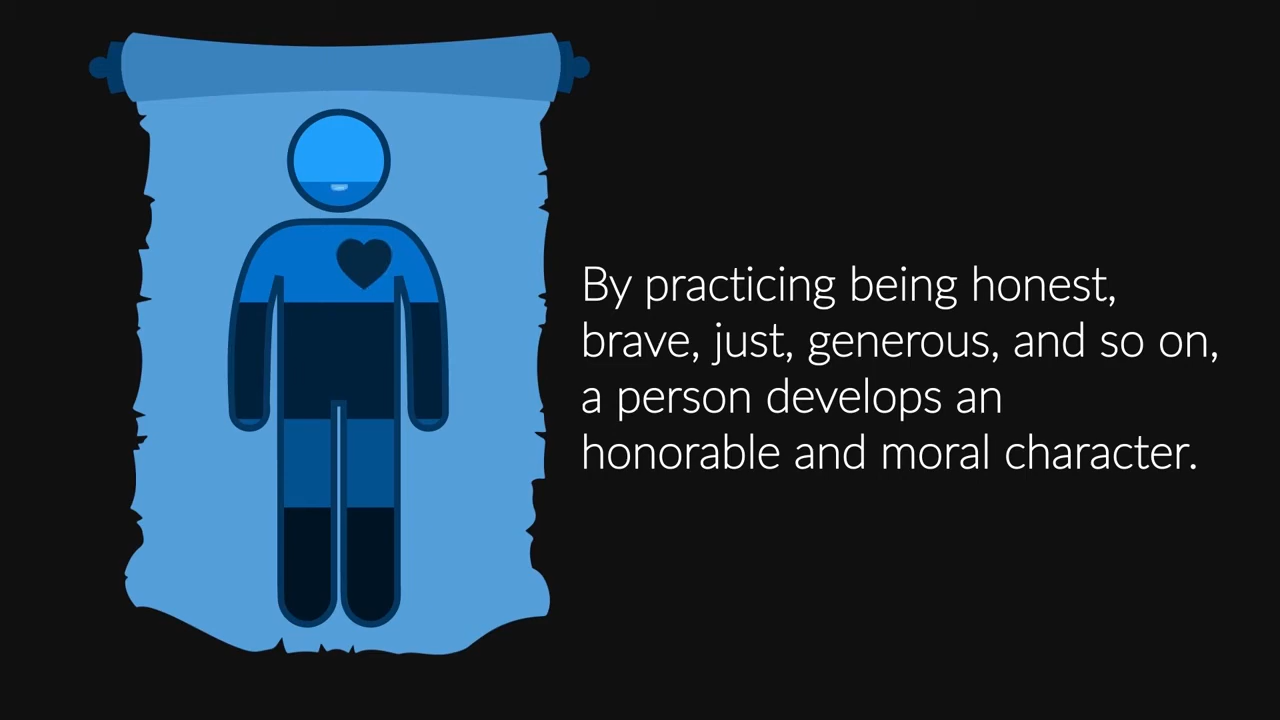 By practicing being honest,
brave, just, generous, and so on,
a person develops an
honorable and moral character.